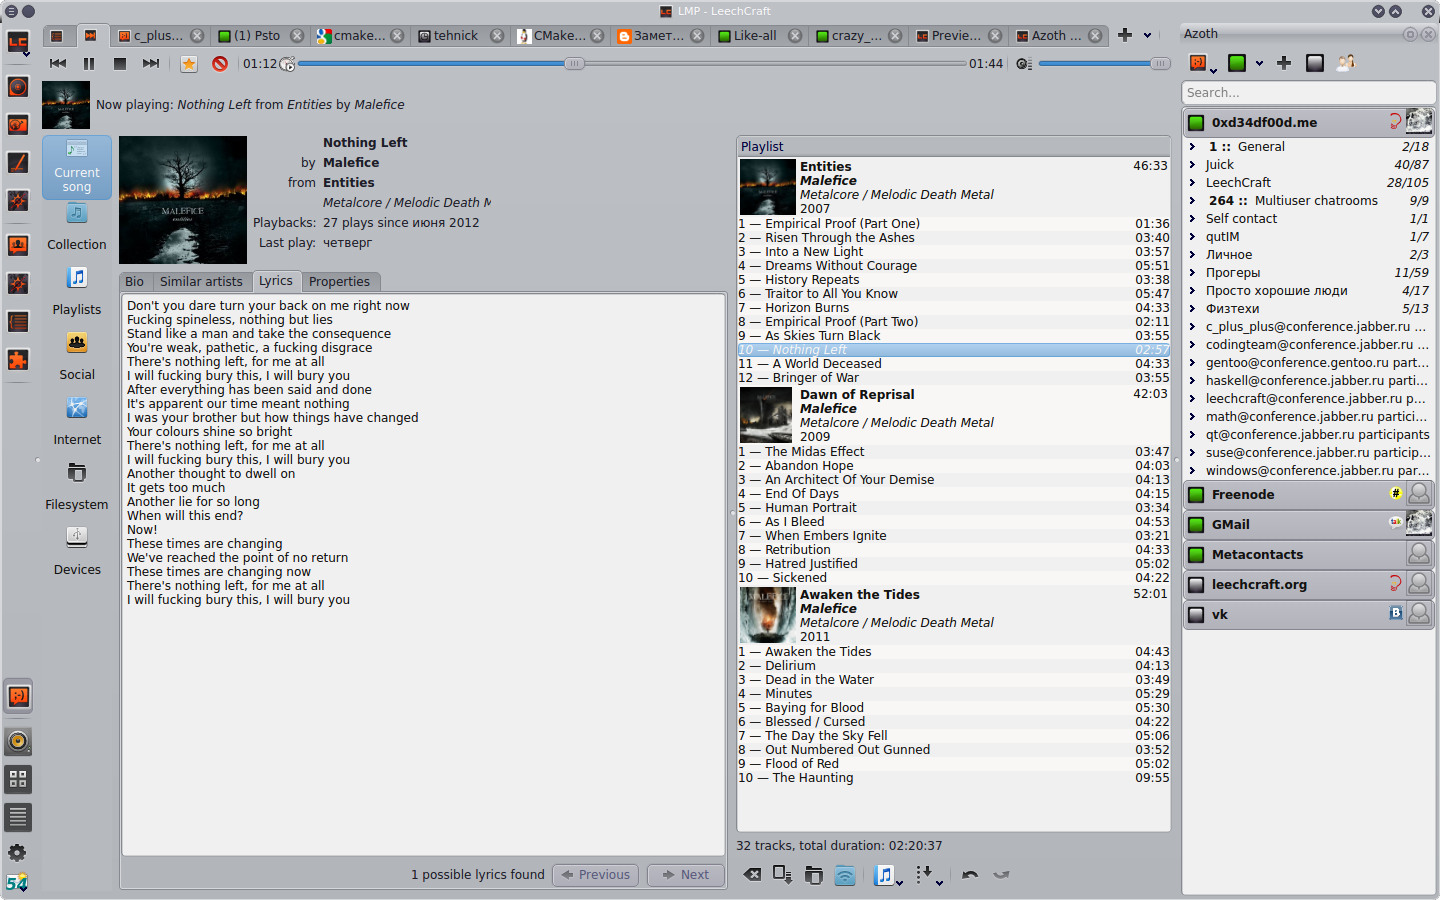 LMP - LeechCraft
c_plus...
(1) Psto
cmake...
tehnick
CMake...
Замет...
Like-all
crazy_...
Previe...
Azoth ...
01:12
01:44
Now playing: Nothing Left from Entities by Malefice
Current
song
Collection
Playlists
Social
Internet
Filesystem
Devices
54
MALEFICE
entities
Nothing Left
by Malefice
from Entities
Metalcore / Melodic Death M
Playbacks: 27 plays since июня 2012
Last play: четверг
Bio
Similar artists
Lyrics
Properties
Don't you dare turn your back on me right now
Fucking spineless, nothing but lies
Stand like a man and take the consequence
You're weak, pathetic, a fucking disgrace
There's nothing left, for me at all
I will fucking bury this, I will bury you
After everything has been said and done
It's apparent our time meant nothing
I was your brother but how things have changed
Your colours shine so bright
There's nothing left, for me at all
I will fucking bury this, I will bury you
Another thought to dwell on
It gets too much
Another lie for so long
When will this end?
Now!
These times are changing
We've reached the point of no return
These times are changing now
There's nothing left, for me at all
I will fucking bury this, I will bury you
1 possible lyrics found
Previous
Next
Playlist
Entities 46:33
Malefice
Metalcore / Melodic Death Metal
2007
1 — Empirical Proof (Part One) 01:36
2 — Risen Through the Ashes 03:40
3 — Into a New Light 03:57
4 — Dreams Without Courage 05:51
5 — History Repeats 03:38
6 — Traitor to All You Know 05:47
7 — Horizon Burns 04:33
8 — Empirical Proof (Part Two) 02:11
9 — As Skies Turn Black 03:55
10 — Nothing Left 02:57
11 — A World Deceased 04:33
12 — Bringer of War 03:55
Dawn of Reprisal 42:03
Malefice
Metalcore / Melodic Death Metal
2009
1 — The Midas Effect 03:47
2 — Abandon Hope 04:03
3 — An Architect Of Your Demise 04:13
4 — End Of Days 04:15
5 — Human Portrait 03:34
6 — As I Bleed 04:53
7 — When Embers Ignite 03:21
8 — Retribution 04:33
9 — Hatred Justified 05:02
10 — Sickened 04:22
Awaken the Tides 52:01
Malefice
Metalcore / Melodic Death Metal
2011
1 — Awaken the Tides 04:43
2 — Delirium 04:13
3 — Dead in the Water 03:49
4 — Minutes 05:29
5 — Baying for Blood 05:30
6 — Blessed / Cursed 04:22
7 — The Day the Sky Fell 05:06
8 — Out Numbered Out Gunned 03:52
9 — Flood of Red 05:02
10 — The Haunting 09:55
32 tracks, total duration: 02:20:37
Azoth
Search...
0xd34df00d.me
1 :: General 2/18
Juick 40/87
LeechCraft 28/105
264 :: Multiuser chatrooms 9/9
Self contact 1/1
qutIM 1/7
Личное 2/3
Прогеры 11/59
Просто хорошие люди 4/17
Физтехи 5/13
c_plus_plus@conference.jabber.ru ...
codingteam@conference.jabber.ru ...
gentoo@conference.gentoo.ru part...
haskell@conference.jabber.ru parti...
leechcraft@conference.jabber.ru p...
math@conference.jabber.ru partici...
qt@conference.jabber.ru participants
suse@conference.jabber.ru particip...
windows@conference.jabber.ru par...
Freenode
GMail
Metacontacts
leechcraft.org
vk